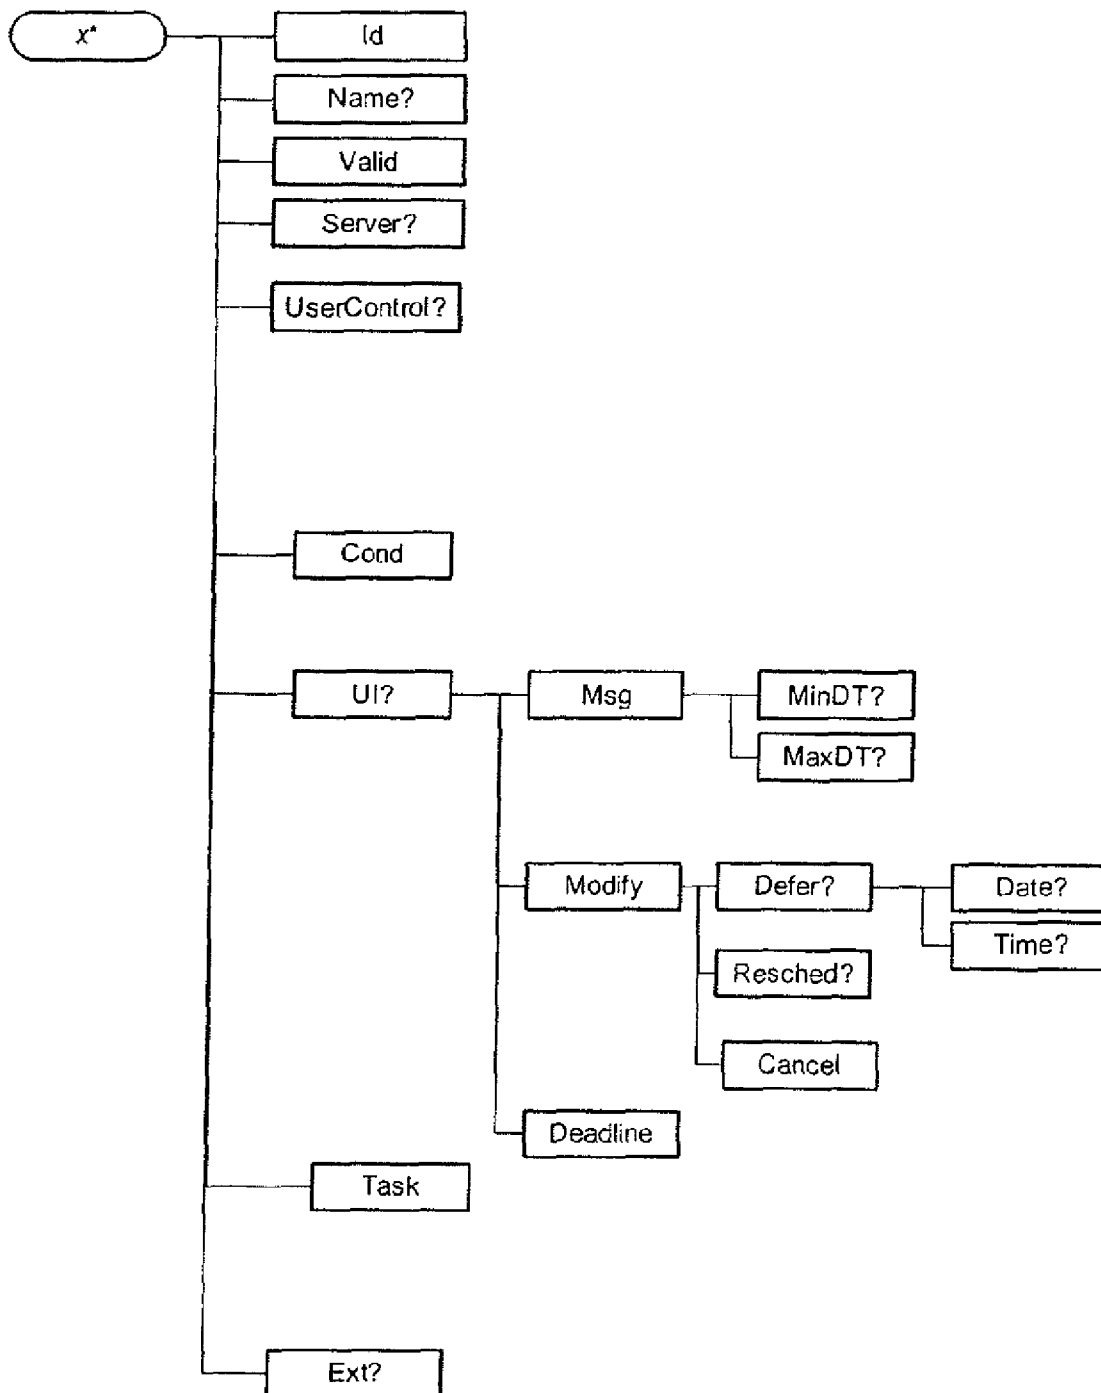 x*
Id
Name?
Valid
Server?
UserControl?
Cond
UI?
Msg
MinDT?
MaxDT?
Modify
Defer?
Date?
Time?
Resched?
Cancel
Deadline
Task
Ext?